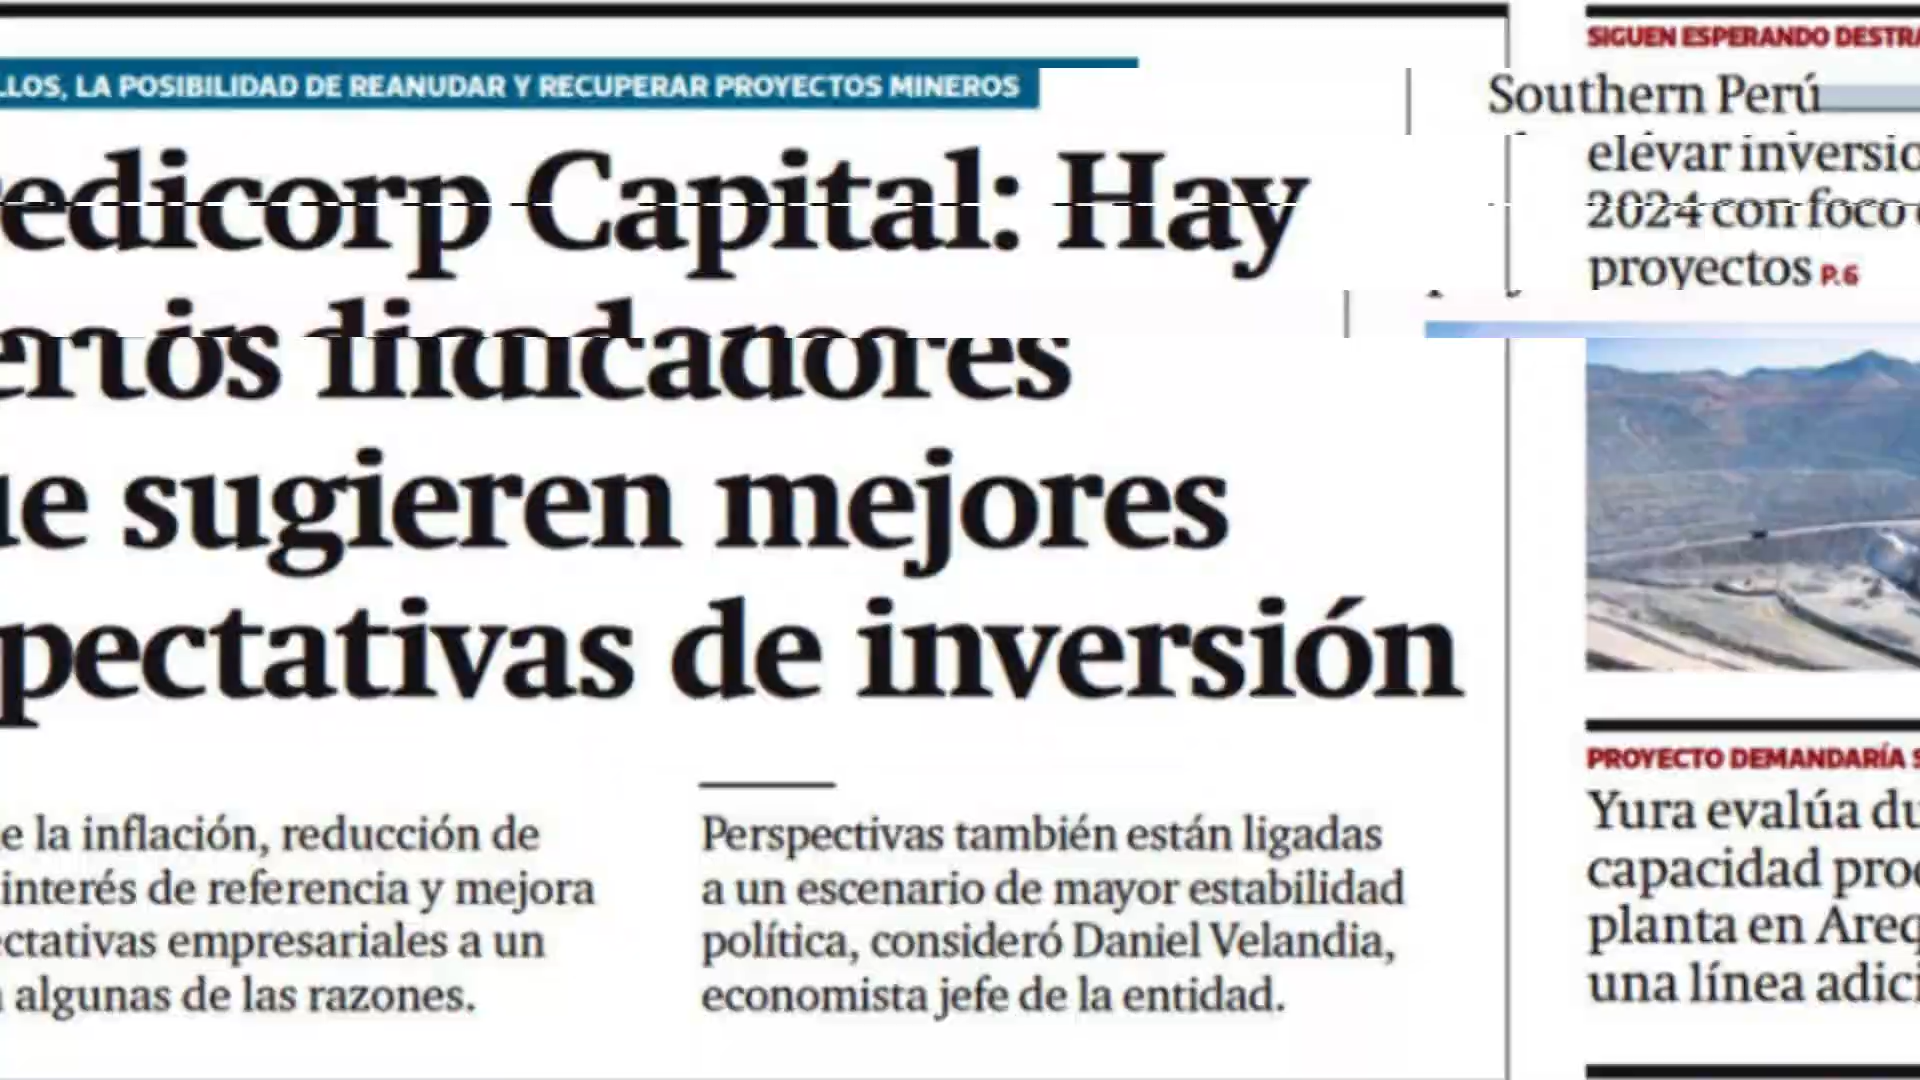 LLOS, LA POSIBILIDAD DE REANUDAR Y RECUPERAR PROYECTOS MINEROS
redicorp Capital: Hay
ue sugieren mejores
pectativas de inversión
e la inflación, reducción de
interés de referencia y mejora
ectativas empresariales a un
algunas de las razones.
Perspectivas también están ligadas
a un escenario de mayor estabilidad
política, consideró Daniel Velandia,
economista jefe de la entidad.
SIGUEN ESPERANDO DESTRA
Southern Perú
elevar inversio
2024 con foco
proyectos P.6
PROYECTO DEMANDARÍA S
Yura evalúa du
capacidad prod
planta en Areq
una línea adici